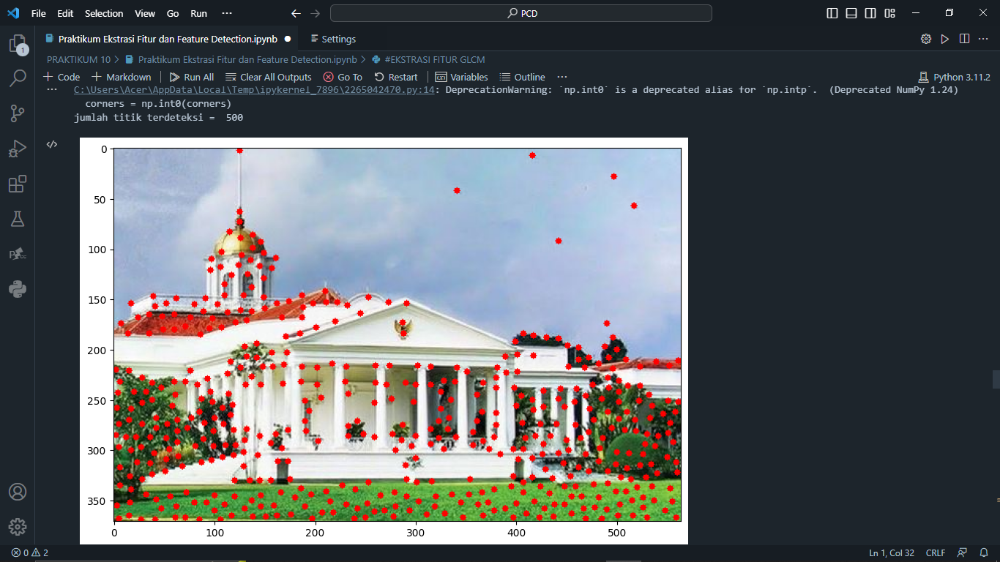 File Edit Selection View Go Run ··· PCD
Praktikum Ekstrasi Fitur dan Feature Detection.ipynb Settings
PRAKTIKUM 10 > Praktikum Ekstrasi Fitur dan Feature Detection.ipynb > #EKSTRASI FITUR GLCM
+ Code + Markdown Run All Clear All Outputs Go To Restart Variables Outline ··· Python 3.11.2
C:\Users\Acer\AppData\Local\Temp\ipykernel_7896\2265042470.py:14: DeprecationWarning: `np.int0` is a deprecated alias for `np.intp`. (Deprecated NumPy 1.24)
corners = np.int0(corners)
jumlah titik terdeteksi = 500
0
50
100
150
200
250
300
350
0 100 200 300 400 500
1
0 2 Ln 1, Col 32 CRLF